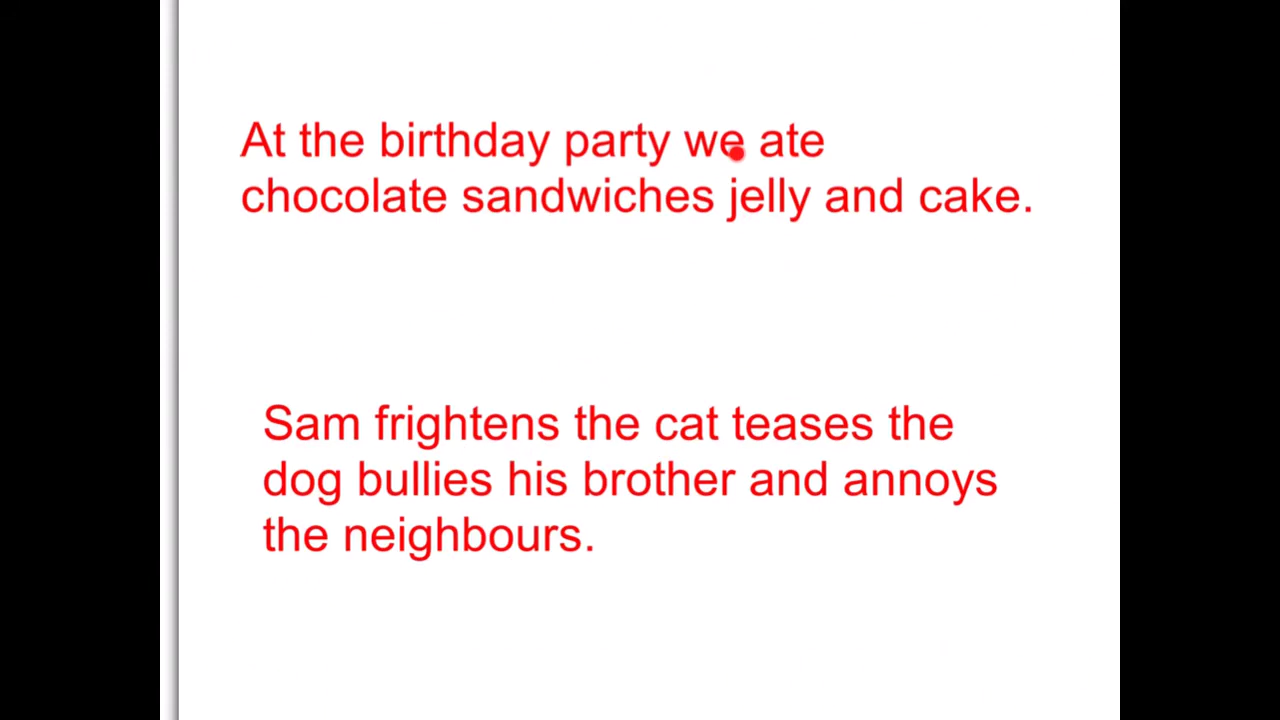 At the birthday party we ate
chocolate sandwiches jelly and cake.
Sam frightens the cat teases the
dog bullies his brother and annoys
the neighbours.